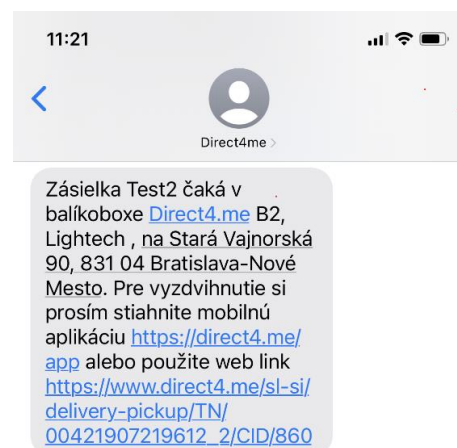 11:21
Direct4me >
Zásielka Test2 čaká v
balíkoboxe Direct4.me B2,
Lightech , na Stará Vajnorská
90, 831 04 Bratislava-Nové
Mesto. Pre vyzdvihnutie si
prosím stiahnite mobilnú
aplikáciu https://direct4.me/
app alebo použite web link
https://www.direct4.me/sl-si/
delivery-pickup/TN/
00421907219612_2/CID/860